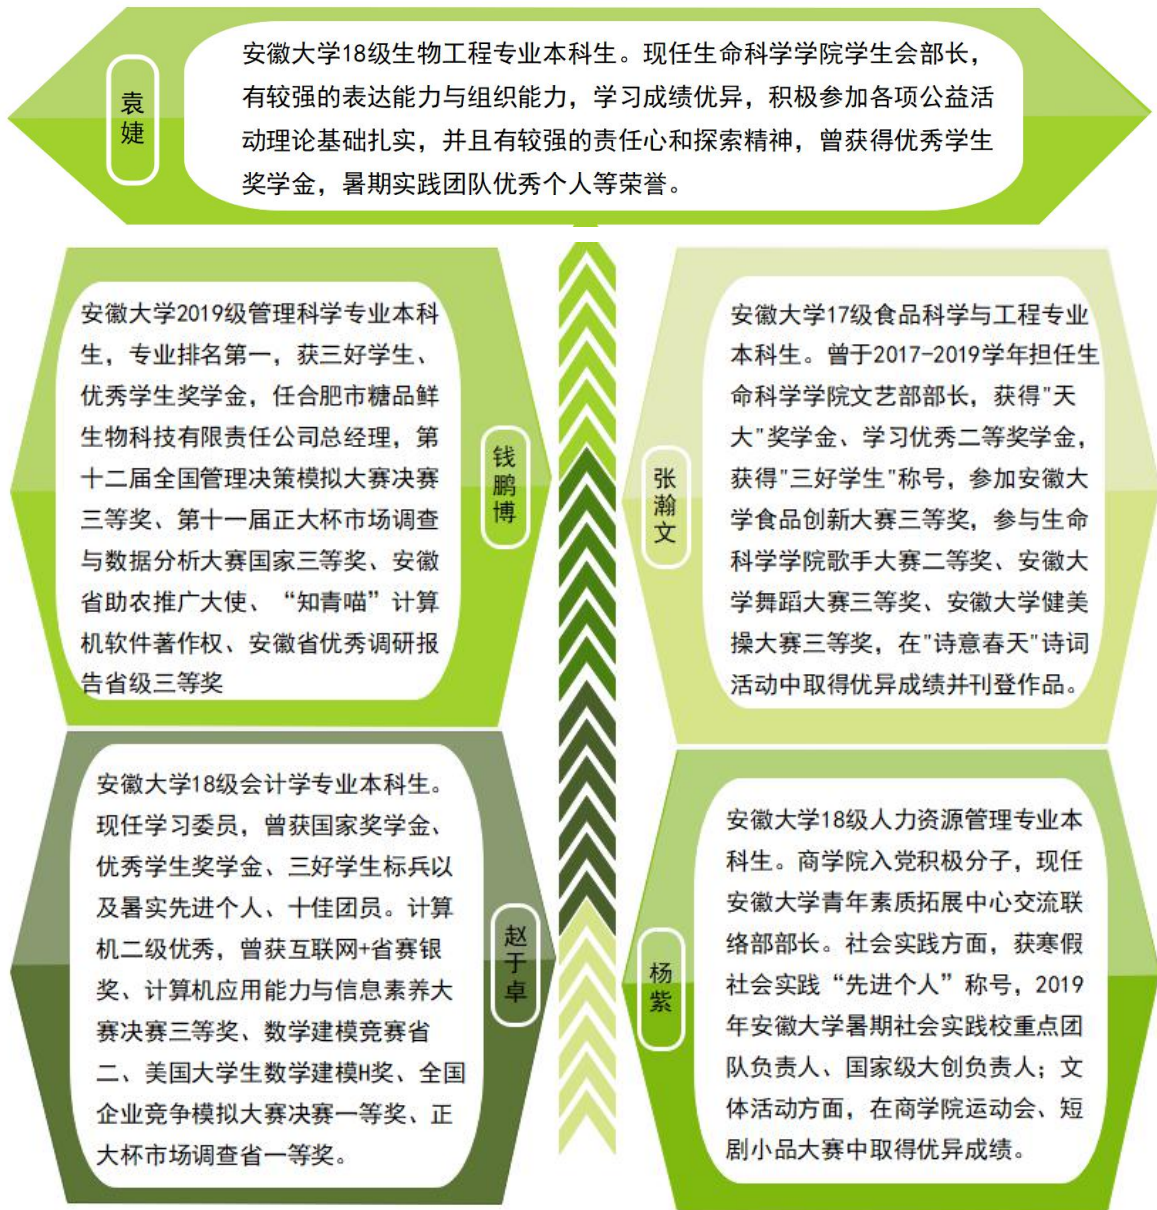 袁婕
安徽大学18级生物工程专业本科生。现任生命科学学院学生会部长，
有较强的表达能力与组织能力，学习成绩优异，积极参加各项公益活
动理论基础扎实，并且有较强的责任心和探索精神，曾获得优秀学生
奖学金，暑期实践团队优秀个人等荣誉。
安徽大学2019级管理科学专业本科
生，专业排名第一，获三好学生、
优秀学生奖学金，任合肥市糖品鲜
生物科技有限责任公司总经理，第
十二届全国管理决策模拟大赛决赛
三等奖、第十一届正大杯市场调查
与数据分析大赛国家三等奖、安徽
省助农推广大使、“知青喵”计算
机软件著作权、安徽省优秀调研报
告省级三等奖
钱鹏博
张瀚文
安徽大学17级食品科学与工程专业
本科生。曾于2017-2019学年担任生
命科学学院文艺部部长，获得"天
大"奖学金、学习优秀二等奖学金，
获得"三好学生"称号，参加安徽大
学食品创新大赛三等奖，参与生命
科学学院歌手大赛二等奖、安徽大
学舞蹈大赛三等奖、安徽大学健美
操大赛三等奖，在"诗意春天"诗词
活动中取得优异成绩并刊登作品。
安徽大学18级会计学专业本科生。
现任学习委员，曾获国家奖学金、
优秀学生奖学金、三好学生标兵以
及暑实先进个人、十佳团员。计算
机二级优秀，曾获互联网+省赛银
奖、计算机应用能力与信息素养大
赛决赛三等奖、数学建模竞赛省
二、美国大学生数学建模H奖、全国
企业竞争模拟大赛决赛一等奖、正
大杯市场调查省一等奖。
赵于卓
杨紫
安徽大学18级人力资源管理专业本
科生。商学院入党积极分子，现任
安徽大学青年素质拓展中心交流联
络部部长。社会实践方面，获寒假
社会实践“先进个人”称号，2019
年安徽大学暑期社会实践校重点团
队负责人、国家级大创负责人；文
体活动方面，在商学院运动会、短
剧小品大赛中取得优异成绩。